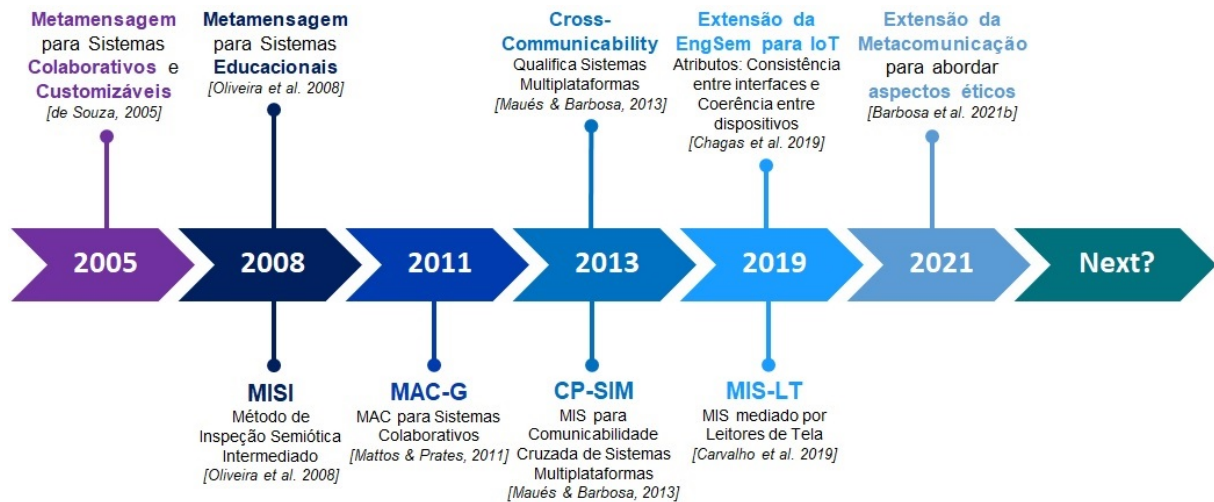 Metamensagem
para Sistemas
Colaborativos e
Customizáveis
[de Souza, 2005]
Metamensagem
para Sistemas
Educacionais
[Oliveira et al. 2008]
Cross-
Communicability
Qualifica Sistemas
Multiplataformas
[Maués & Barbosa, 2013]
Extensão da
EngSem para IoT
Atributos: Consistência
entre interfaces e
Coerência entre
dispositivos
[Chagas et al. 2019]
Extensão da
Metacomunicação
para abordar
aspectos éticos
[Barbosa et al. 2021b]
2005
2008
2011
2013
2019
2021
Next?
MISI
Método de
Inspeção Semiótica
Intermediado
[Oliveira et al. 2008]
MAC-G
MAC para Sistemas
Colaborativos
[Mattos & Prates, 2011]
CP-SIM
MIS para
Comunicabilidade
Cruzada de Sistemas
Multiplataformas
[Maués & Barbosa, 2013]
MIS-LT
MIS mediado por
Leitores de Tela
[Carvalho et al. 2019]